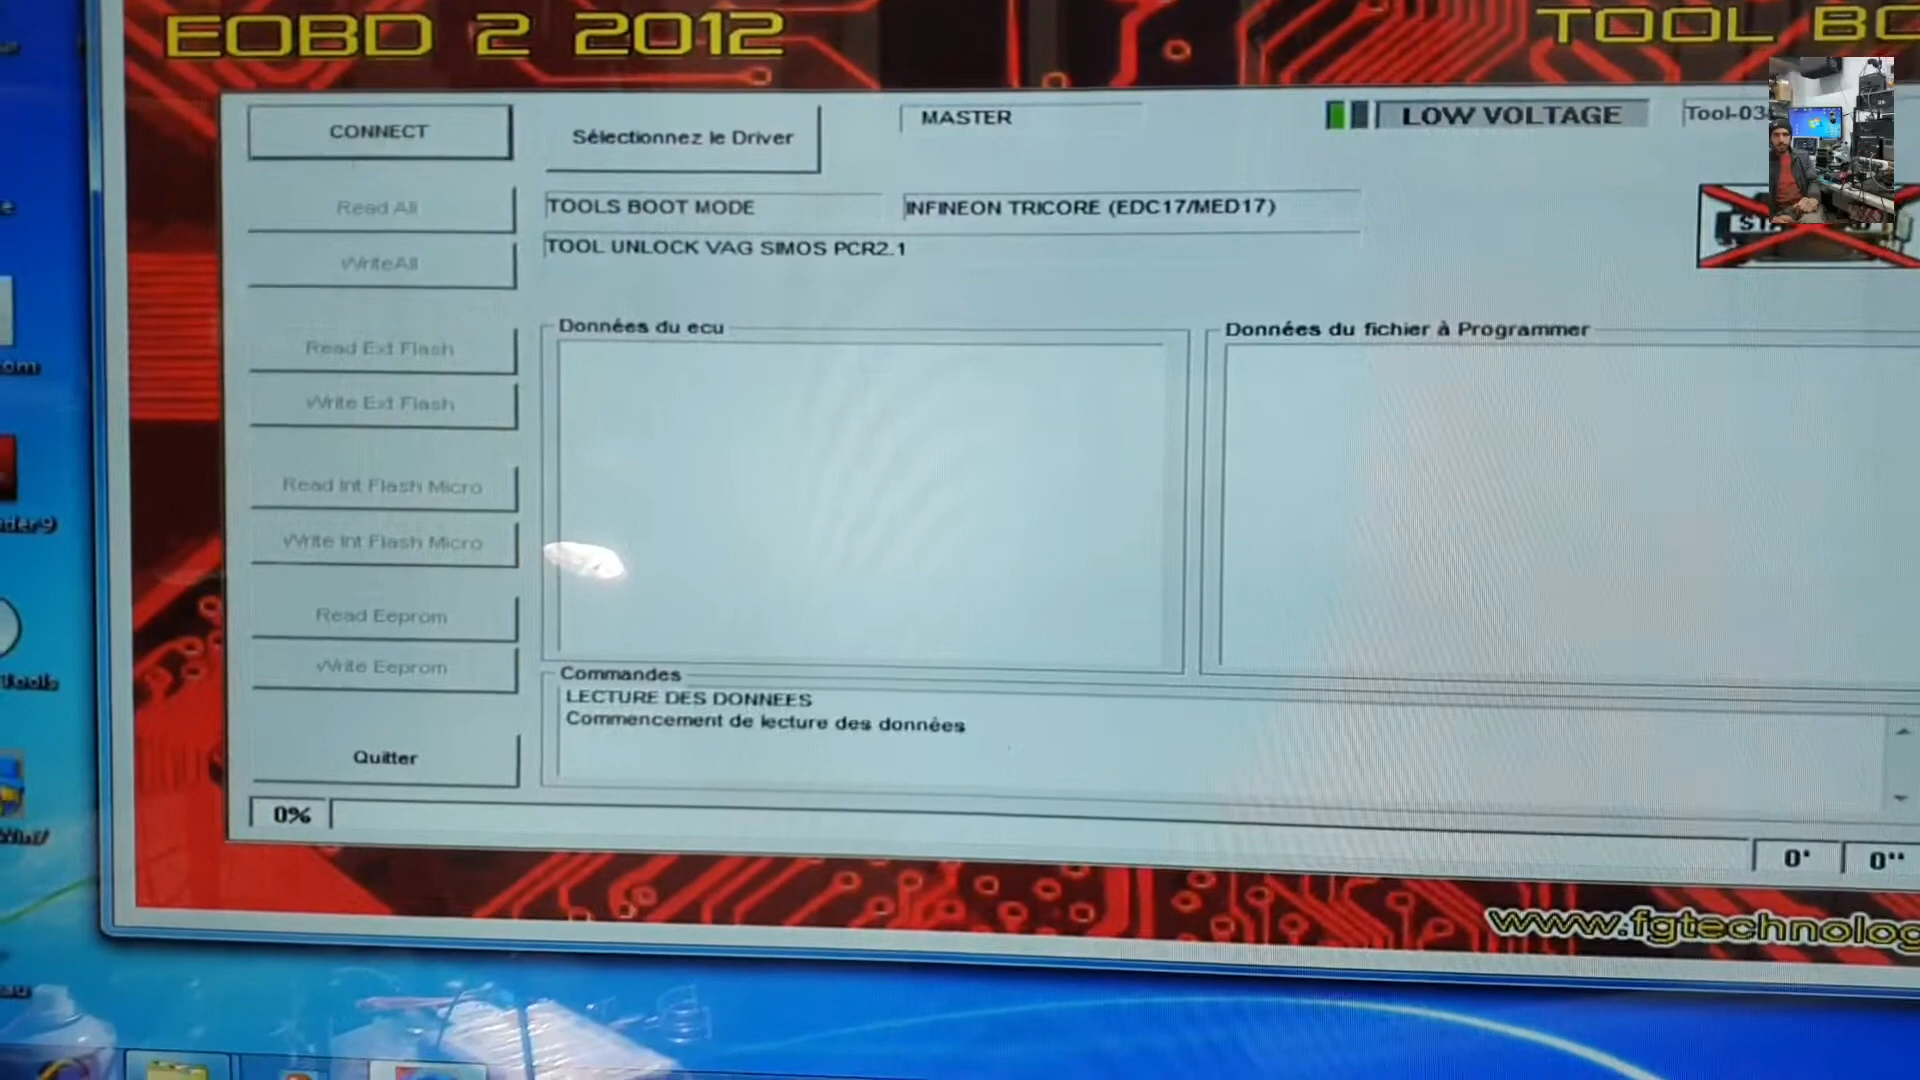 EOBD 2 2012
TOOL BO
CONNECT
Sélectionnez le Driver
MASTER
LOW VOLTAGE
Tool-03
Read All
TOOLS BOOT MODE
INFINEON TRICORE (EDC17/MED17)
WriteAll
TOOL UNLOCK VAG SIMOS PCR2.1
Données du ecu
Données du fichier à Programmer
Read Ext Flash
Write Ext Flash
Read Int Flash Micro
Write Int Flash Micro
Read Eeprom
Write Eeprom
Commandes
LECTURE DES DONNEES
Commencement de lecture des données
Quitter
0%
0'
0''
www.fgtechnolog
Tools